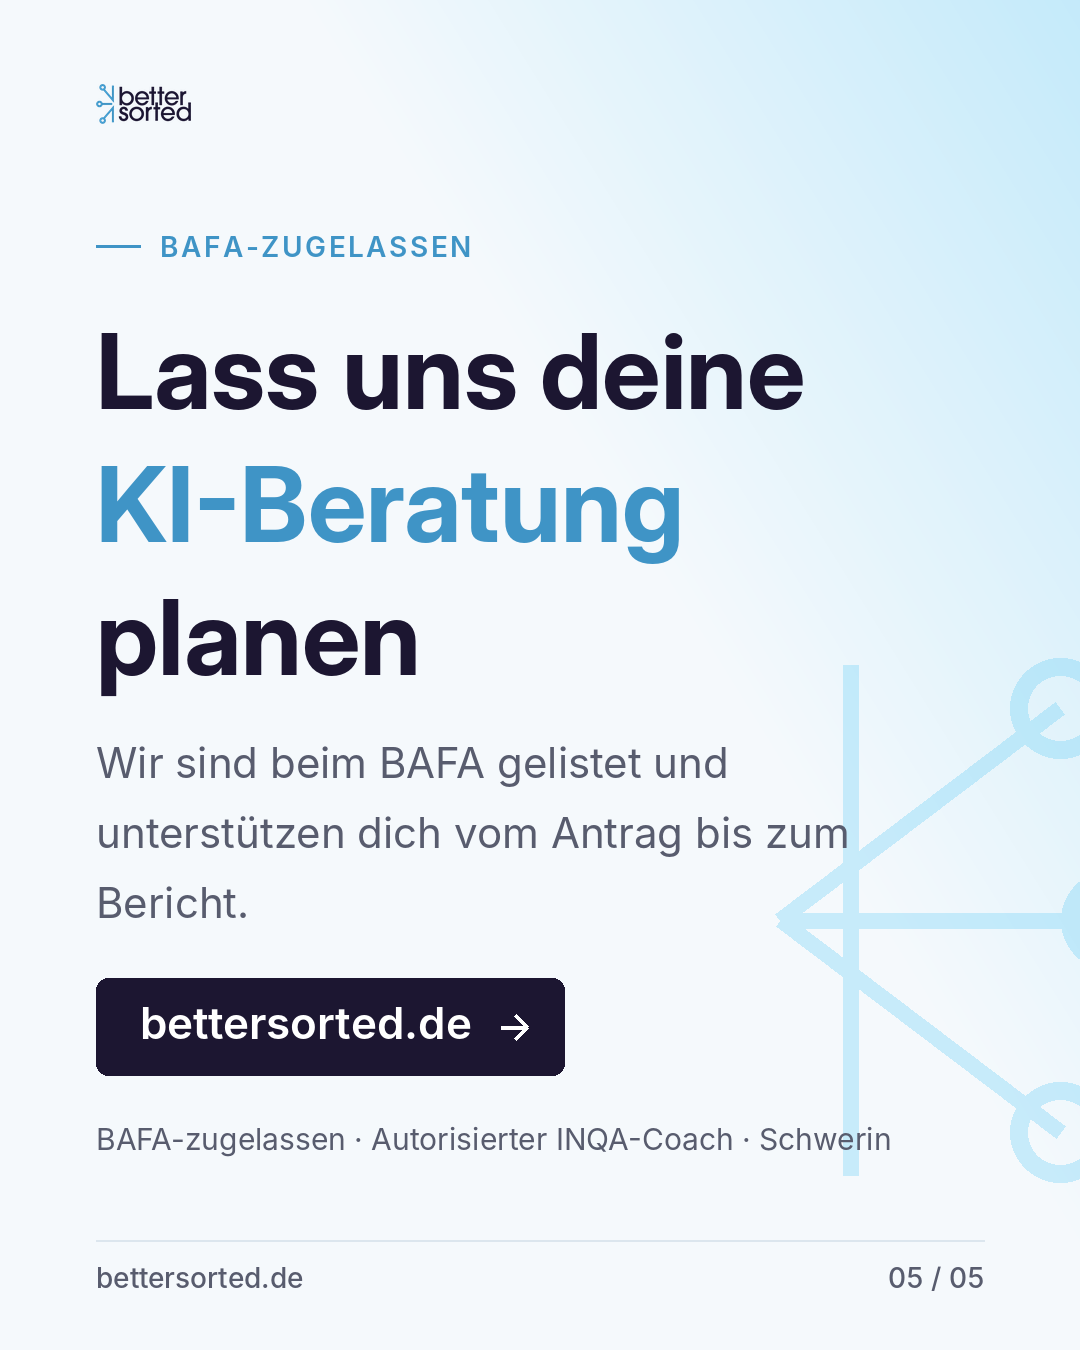 better
sorted
BAFA-ZUGELASSEN
Lass uns deine
KI-Beratung
planen
Wir sind beim BAFA gelistet und
unterstützen dich vom Antrag bis zum
Bericht.
bettersorted.de →
BAFA-zugelassen · Autorisierter INQA-Coach · Schwerin
bettersorted.de
05 / 05